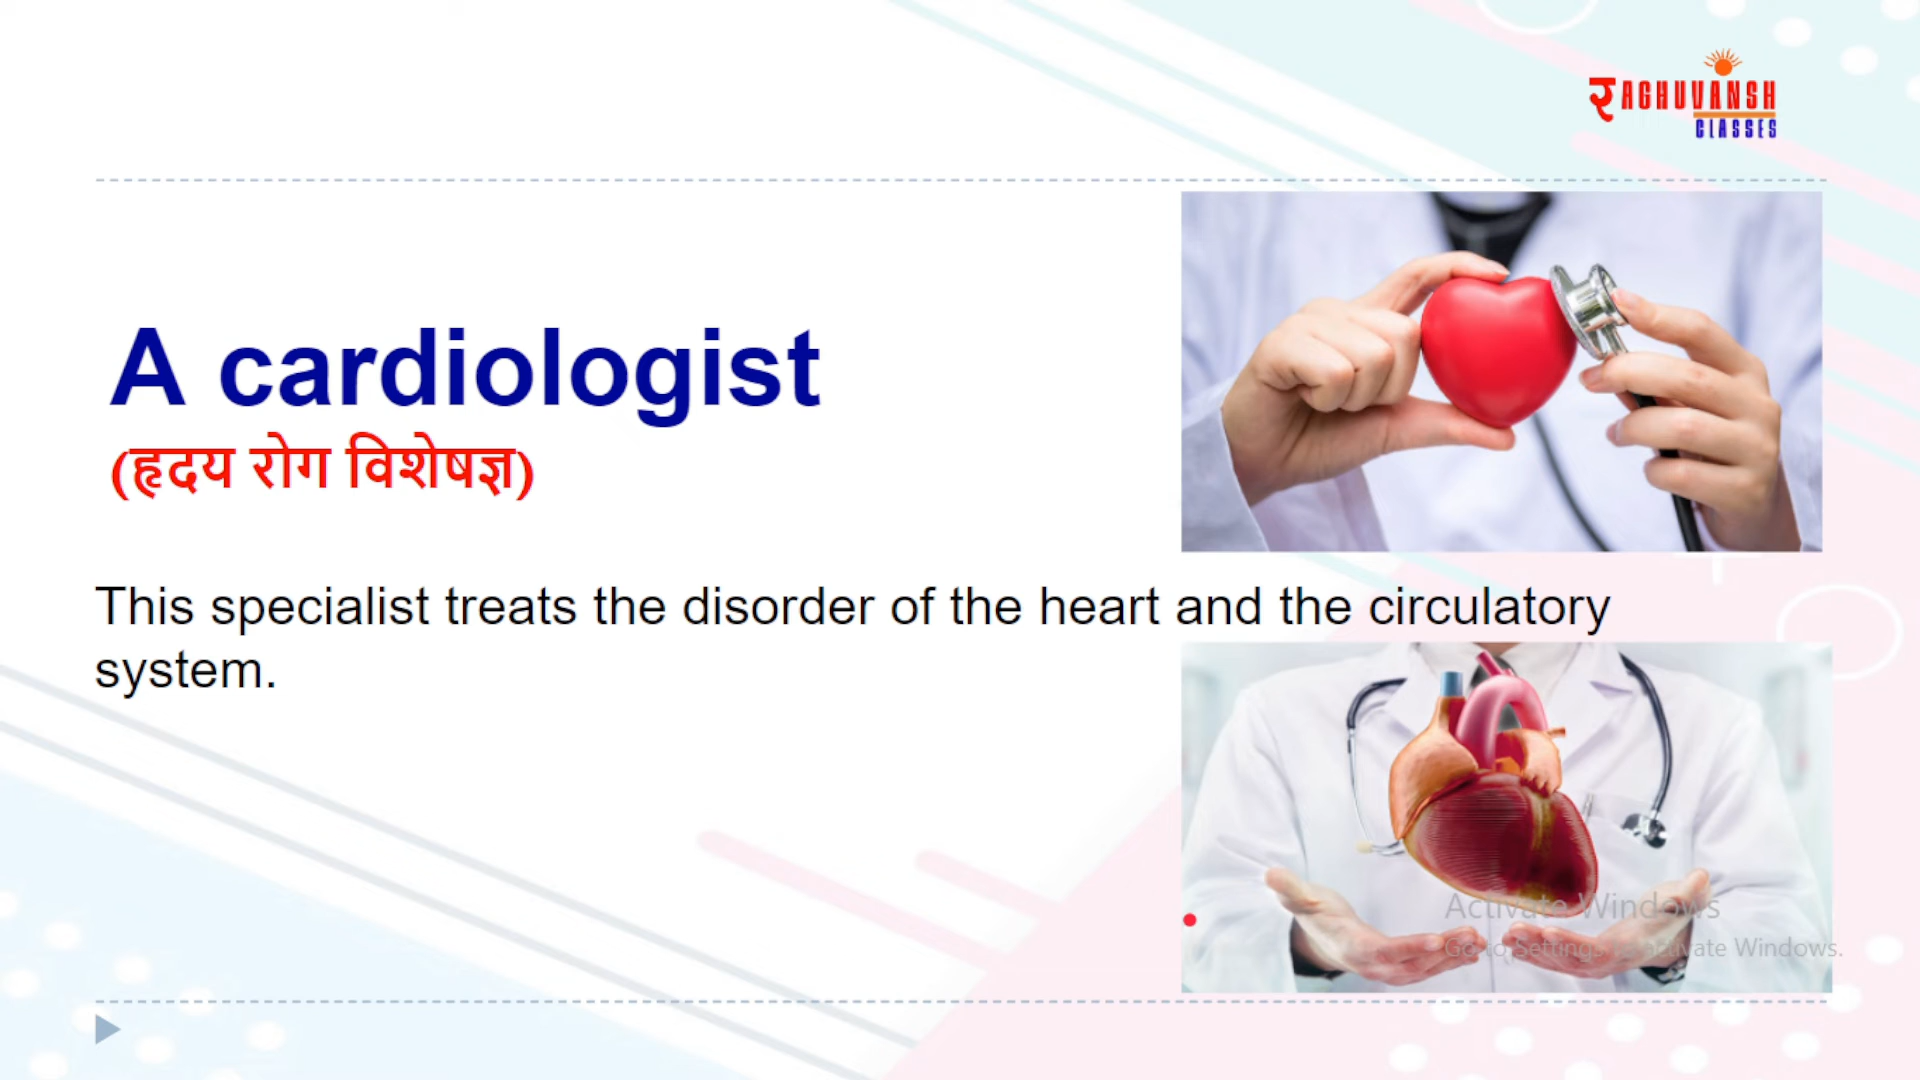 रAGHUVANSH
CLASSES
A cardiologist
(हृदय रोग विशेषज्ञ)
This specialist treats the disorder of the heart and the circulatory
system.
Activate Windows
Go to Settings to activate Windows.